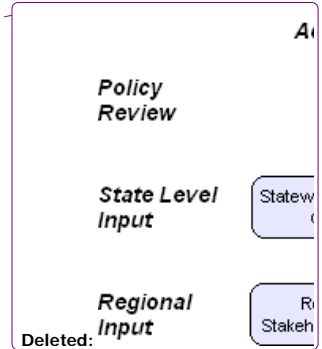 Policy
Review
State Level
Input
Regional
Input
Deleted: